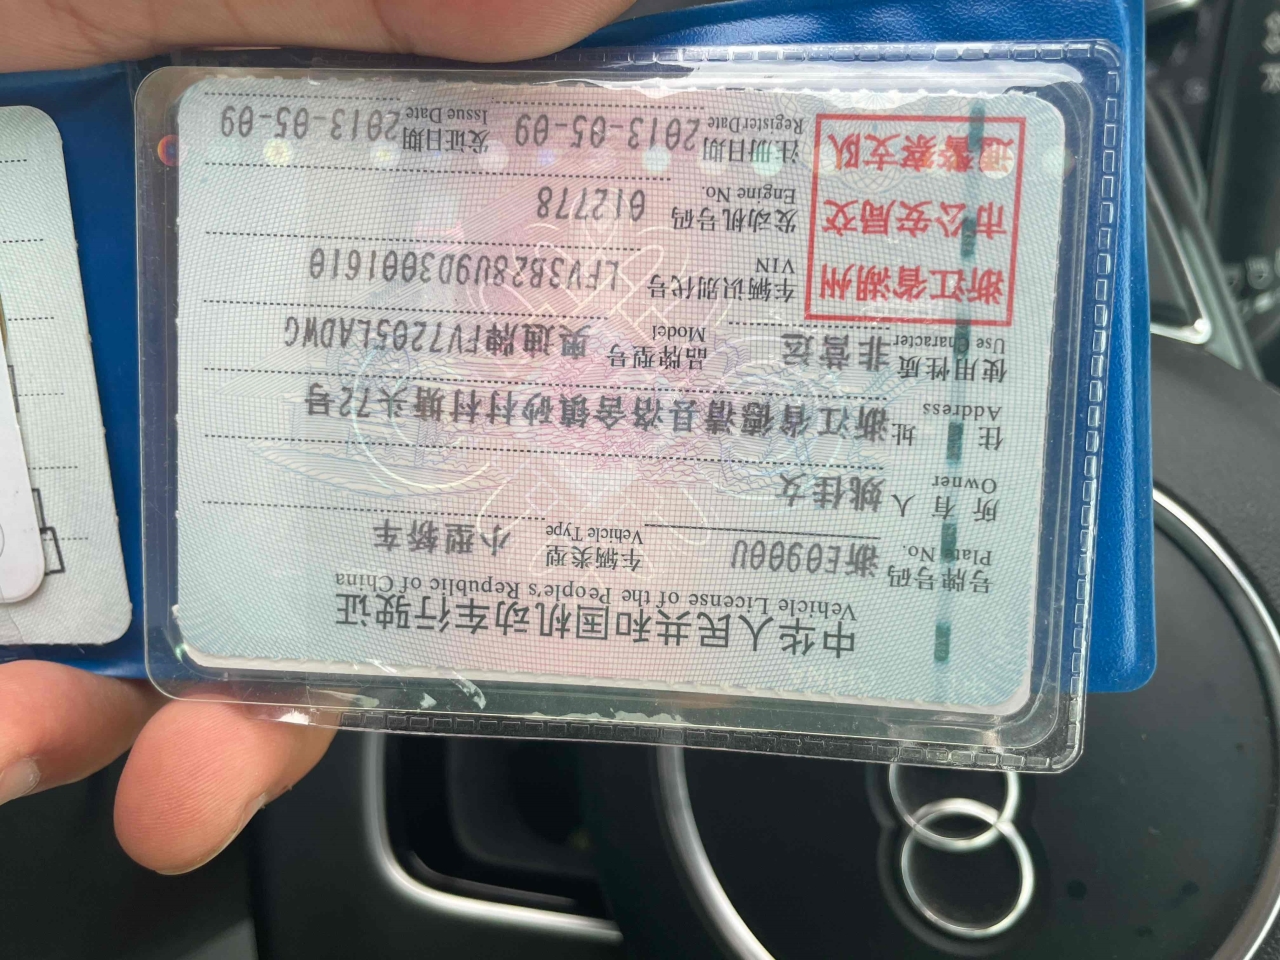 中华人民共和国机动车行驶证
Vehicle License of the People's Republic of China
号牌号码 浙E0900U 车辆类型 小型轿车
Plate No. Vehicle Type
所有人 姚佳女
Owner
住址 浙江省德清县洛舍镇砂村村塘头72号
Address
使用性质 非营运 品牌型号 奥迪牌FV7205LADWG
Use Character Model
浙江省湖州
市公安局交
通警察支队
车辆识别代号 LFV3B28U9D3001610
VIN
发动机号码 012778
Engine No.
注册日期 2013-05-09 发证日期 2013-05-09
Register Date Issue Date